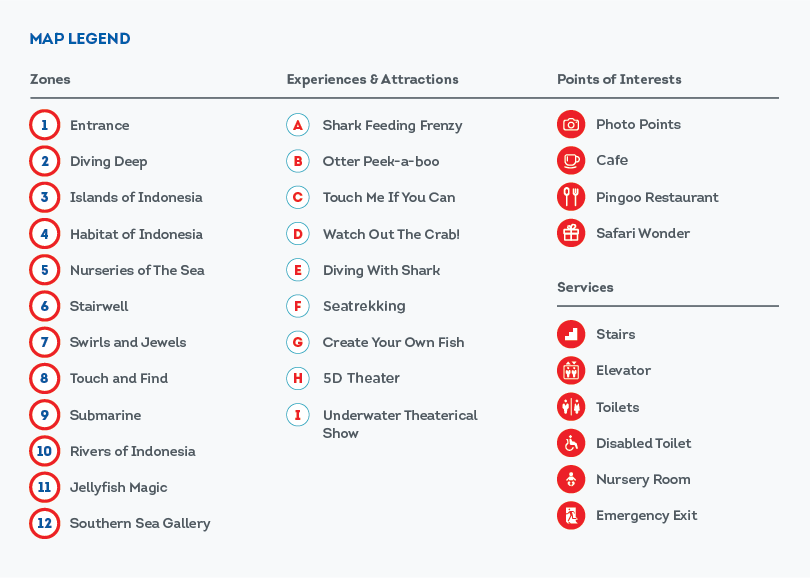 MAP LEGEND
Zones
1 Entrance
2 Diving Deep
3 Islands of Indonesia
4 Habitat of Indonesia
5 Nurseries of The Sea
6 Stairwell
7 Swirls and Jewels
8 Touch and Find
9 Submarine
10 Rivers of Indonesia
11 Jellyfish Magic
12 Southern Sea Gallery
Experiences & Attractions
A Shark Feeding Frenzy
B Otter Peek-a-boo
C Touch Me If You Can
D Watch Out The Crab!
E Diving With Shark
F Seatrekking
G Create Your Own Fish
H 5D Theater
I Underwater Theaterical
Show
Points of Interests
Photo Points
Cafe
Pingoo Restaurant
Safari Wonder
Services
Stairs
Elevator
Toilets
Disabled Toilet
Nursery Room
Emergency Exit